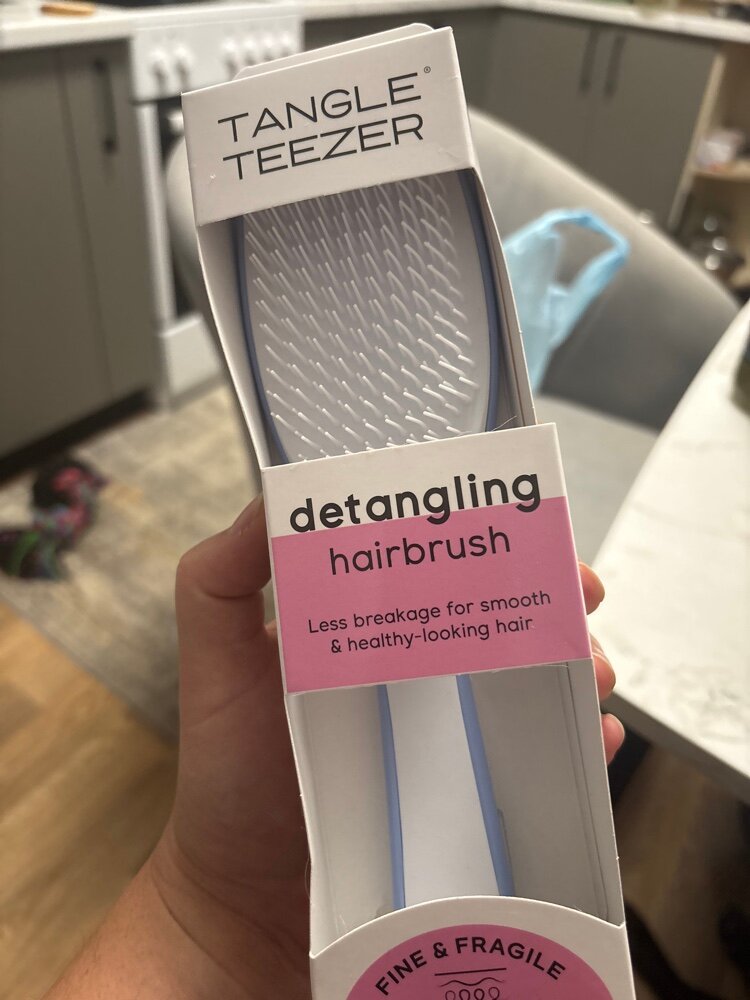 TANGLE®
TEEZER
detangling
hairbrush
Less breakage for smooth
& healthy-looking hair
FINE & FRAGILE